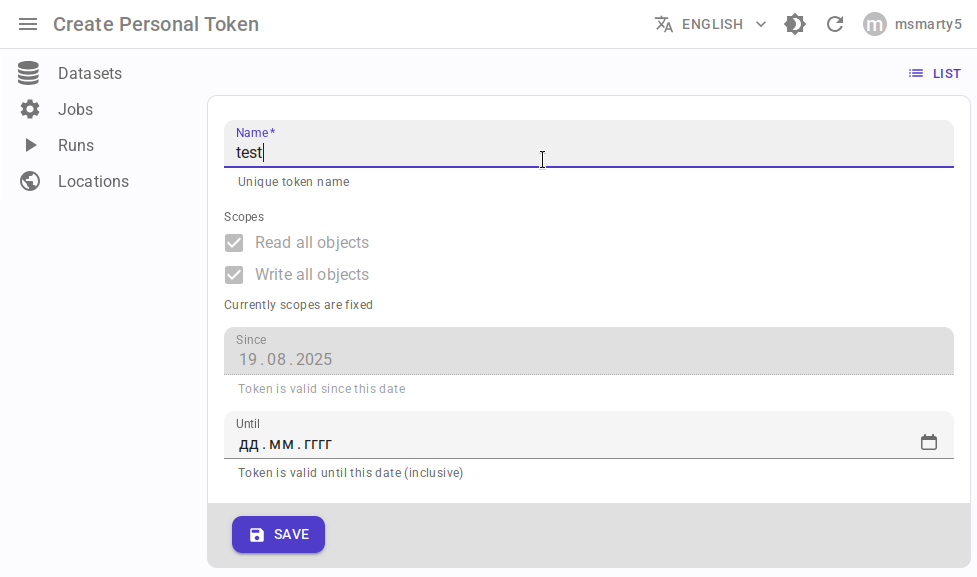 Create Personal Token
ENGLISH
m
msmarty5
Datasets
Jobs
Runs
Locations
LIST
Name*
test
Unique token name
Scopes
Read all objects
Write all objects
Currently scopes are fixed
Since
19.08.2025
Token is valid since this date
Until
дд.мм.гггг
Token is valid until this date (inclusive)
SAVE